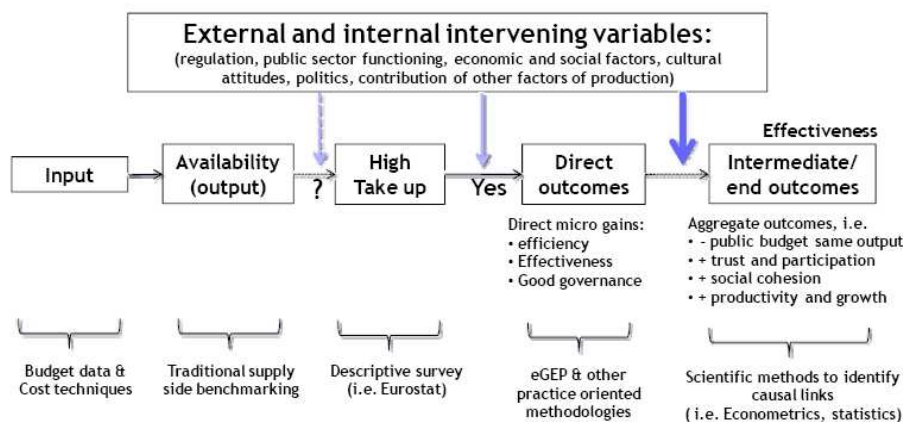 External and internal intervening variables:
(regulation, public sector functioning, economic and social factors, cultural
attitudes, politics, contribution of other factors of production)
Effectiveness
Input
Availability
(output)
?
High
Take up
Yes
Direct
outcomes
Intermediate/
end outcomes
Direct micro gains:
• efficiency
• Effectiveness
• Good governance
Aggregate outcomes, i.e.
• - public budget same output
• + trust and participation
• + social cohesion
• + productivity and growth
Budget data &
Cost techniques
Traditional supply
side benchmarking
Descriptive survey
(i.e. Eurostat)
eGEP & other
practice oriented
methodologies
Scientific methods to identify
causal links
( i.e. Econometrics, statistics)